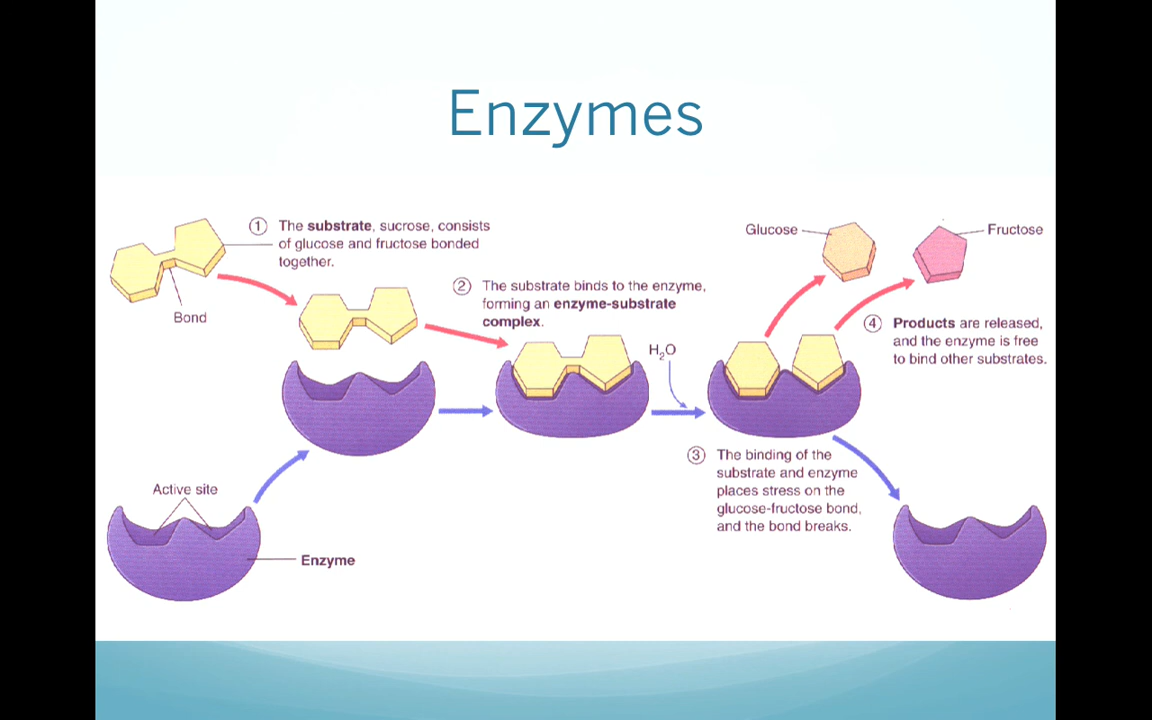 Enzymes
① The substrate, sucrose, consists
of glucose and fructose bonded
together.
Bond
② The substrate binds to the enzyme,
forming an enzyme-substrate
complex.
H₂O
Glucose
Fructose
④ Products are released,
and the enzyme is free
to bind other substrates.
③ The binding of the
substrate and enzyme
places stress on the
glucose-fructose bond,
and the bond breaks.
Active site
Enzyme